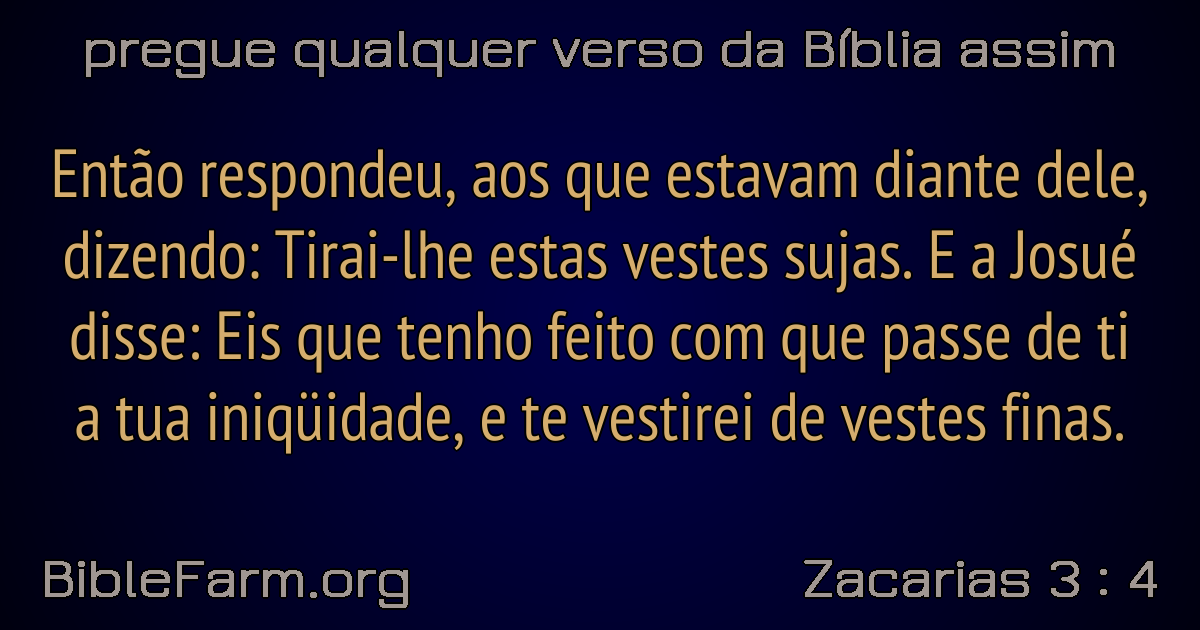 pregue qualquer verso da Bíblia assim
Então respondeu, aos que estavam diante dele,
dizendo: Tirai-lhe estas vestes sujas. E a Josué
disse: Eis que tenho feito com que passe de ti
a tua iniqüidade, e te vestirei de vestes finas.
BibleFarm.org
Zacarias 3 : 4